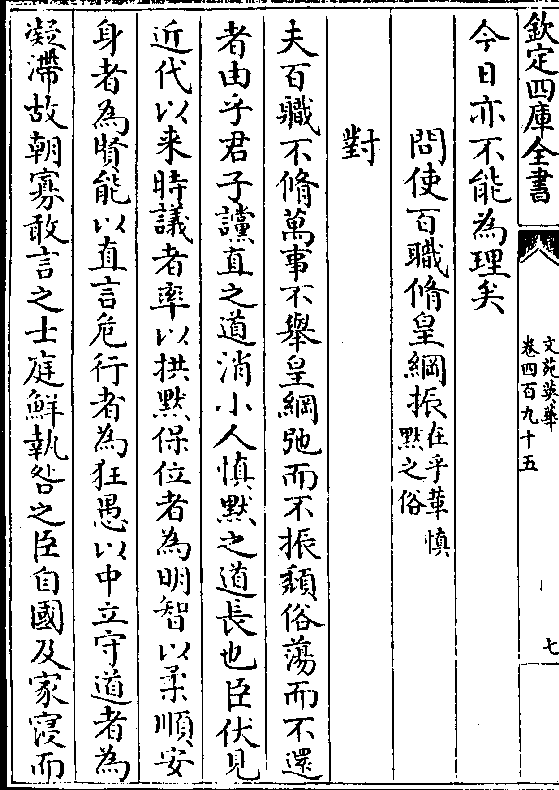 欽定四庫全書
文苑英華
卷四百九十五
七
今日亦不能為理矣
問使百職脩皇綱振在乎革慎
黙之俗
對
夫百職不脩萬事不舉皇綱弛而不振頽俗蕩而不還
者由乎君子讜直之道消小人慎黙之道長也臣伏見
近代以来時議者率以拱黙保位者為明智以柔順安
身者為賢能以直言危行者為狂愚以中立守道者為
凝滯故朝寡敢言之士庭鮮執咎之臣自國及家寖而